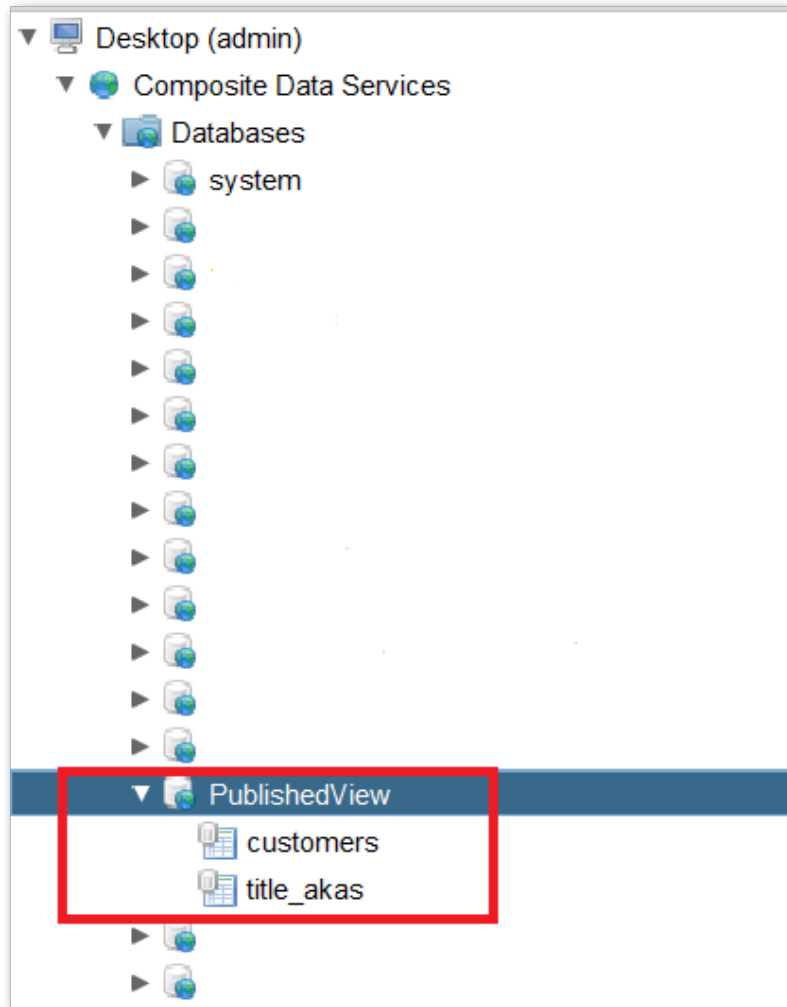 Desktop (admin)
Composite Data Services
Databases
system
PublishedView
customers
title_akas